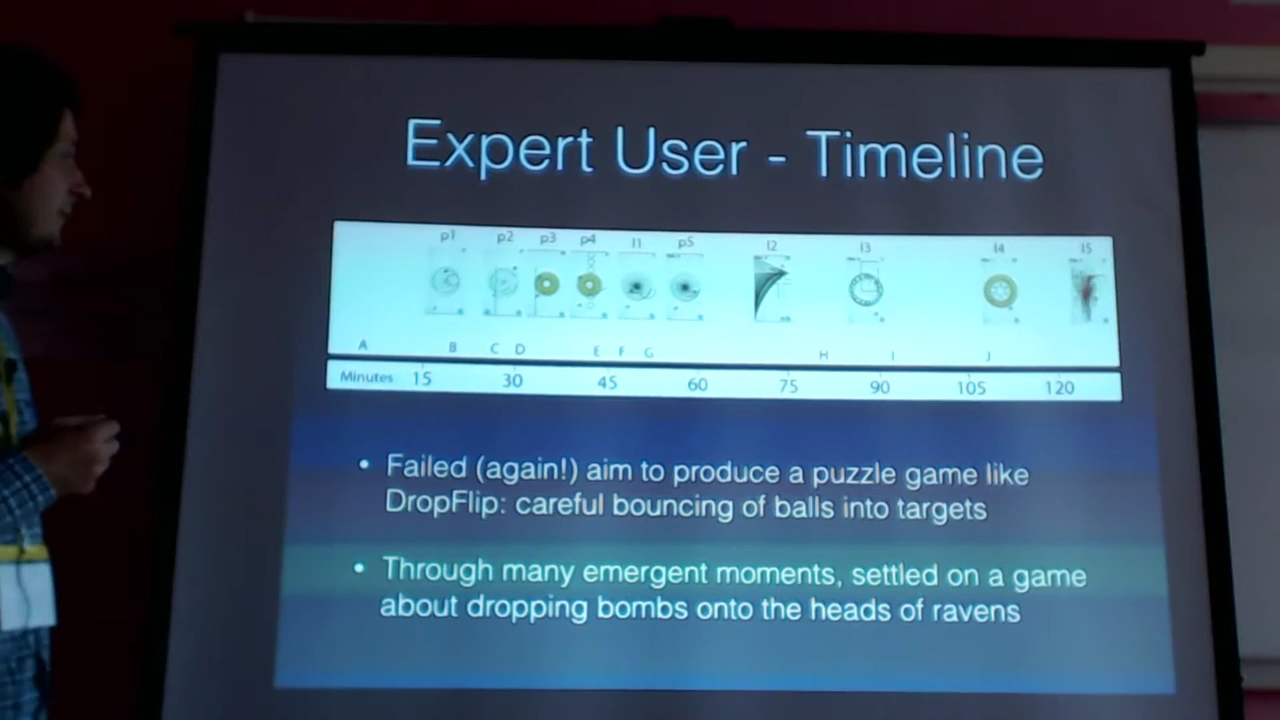 Expert User - Timeline
p1 p2 p3 p4 l1 p5 l2 l3 l4 l5
A B C D E F G H I J
Minutes 15 30 45 60 75 90 105 120
• Failed (again!) aim to produce a puzzle game like
DropFlip: careful bouncing of balls into targets
• Through many emergent moments, settled on a game
about dropping bombs onto the heads of ravens